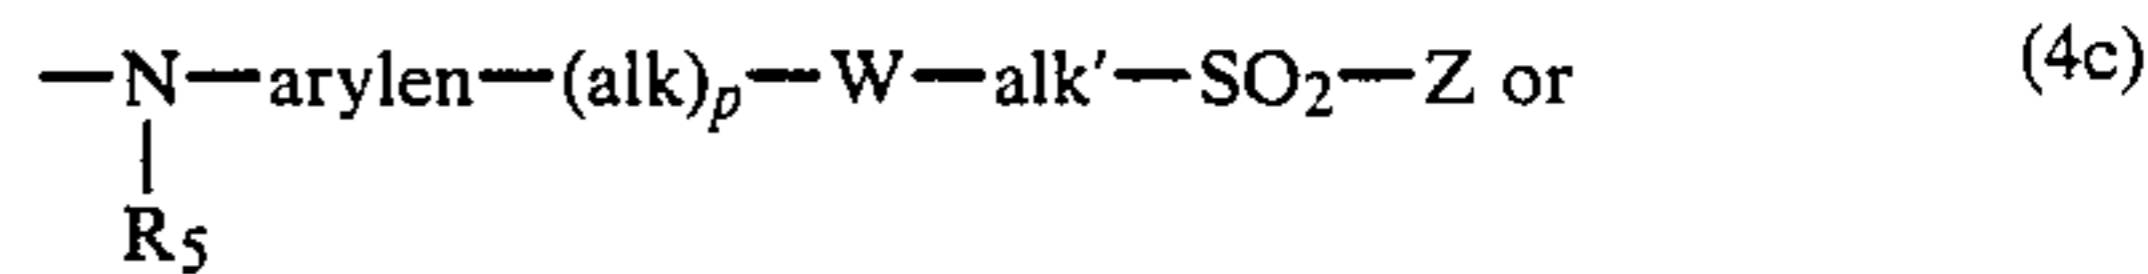 —N—arylen—(alk)p—W—alk′—SO2—Z or (4c)
R5